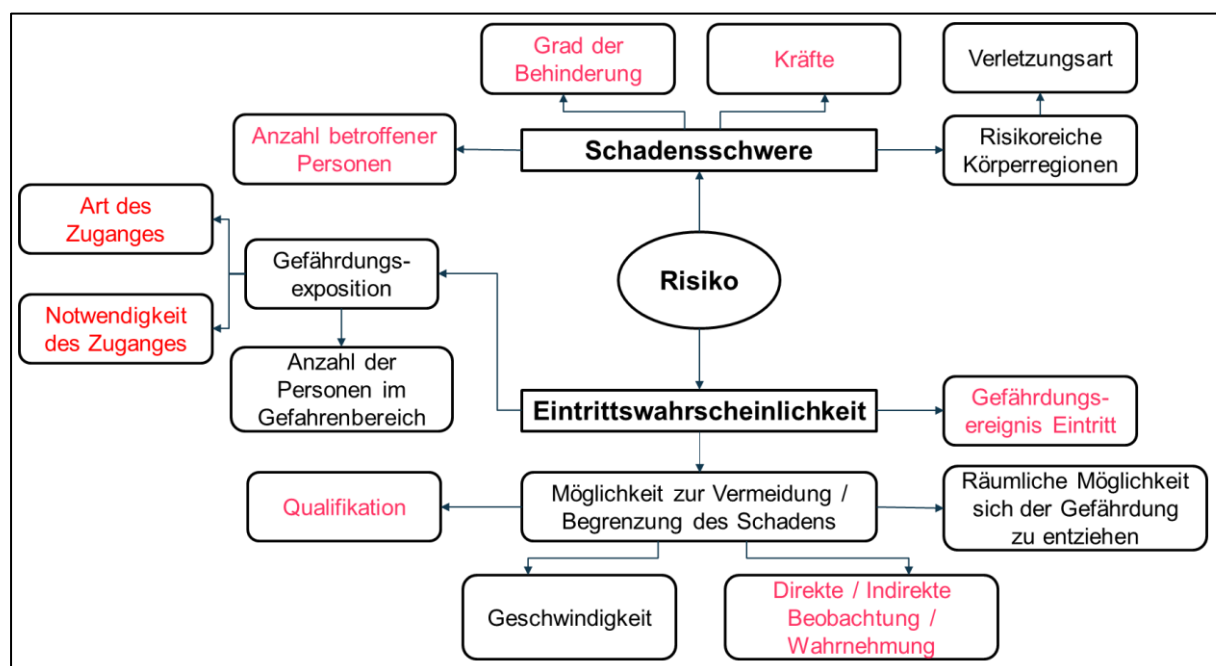 Grad der
Behinderung
Kräfte
Verletzungsart
Anzahl betroffener
Personen
Schadensschwere
Risikoreiche
Körperregionen
Art des
Zuganges
Gefährdungs-
exposition
Risiko
Notwendigkeit
des Zuganges
Anzahl der
Personen im
Gefahrenbereich
Eintrittswahrscheinlichkeit
Gefährdungs-
ereignis Eintritt
Qualifikation
Möglichkeit zur Vermeidung /
Begrenzung des Schadens
Räumliche Möglichkeit
sich der Gefährdung
zu entziehen
Geschwindigkeit
Direkte / Indirekte
Beobachtung /
Wahrnehmung